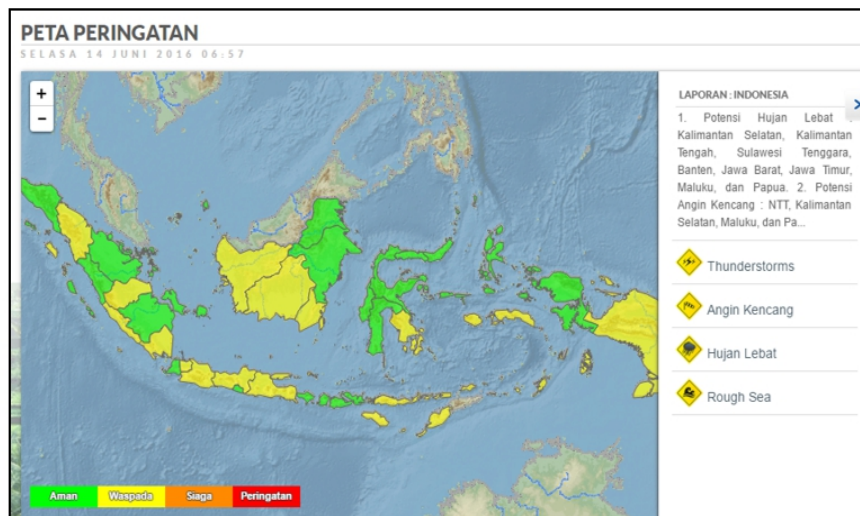 PETA PERINGATAN
SELASA 14 JUNI 2016 06:57
+
−
LAPORAN : INDONESIA
1. Potensi Hujan Lebat :
Kalimantan Selatan, Kalimantan
Tengah, Sulawesi Tenggara,
Banten, Jawa Barat, Jawa Timur,
Maluku, dan Papua. 2. Potensi
Angin Kencang : NTT, Kalimantan
Selatan, Maluku, dan Pa...
Thunderstorms
Angin Kencang
Hujan Lebat
Rough Sea
Aman
Waspada
Siaga
Peringatan